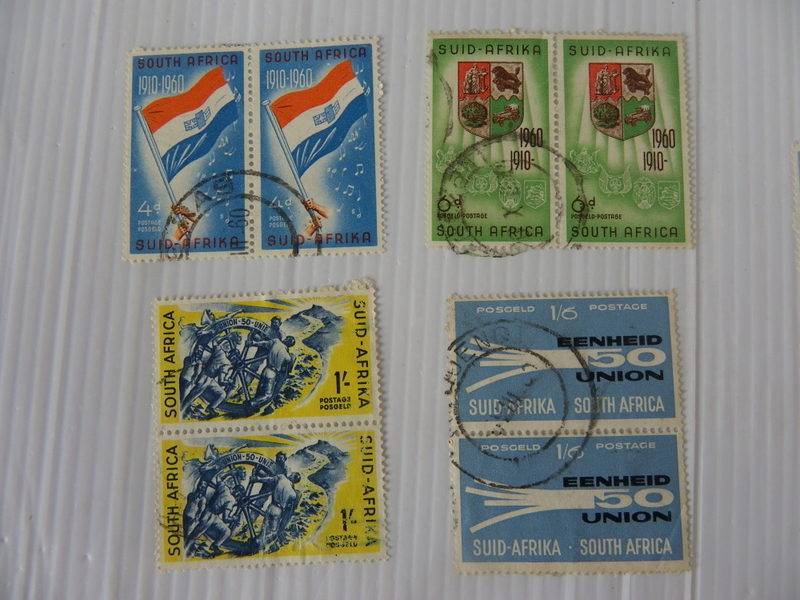 SOUTH AFRICA
1910-1960
4d
POSTAGE
POSGELD
SUID-AFRIKA
SOUTH AFRICA
1910-1960
4d
POSTAGE
POSGELD
SUID-AFRIKA
SUID-AFRIKA
1960
1910-
6d
POSGELD-POSTAGE
SOUTH AFRICA
SUID-AFRIKA
1960
1910-
6d
POSGELD-POSTAGE
SOUTH AFRICA
SOUTH AFRICA
UNION-50-UNIE
1/-
POSTAGE
POSGELD
SUID-AFRIKA
SOUTH AFRICA
UNION-50-UNIE
1/-
POSTAGE
POSGELD
SUID-AFRIKA
POSGELD 1/6 POSTAGE
EENHEID
50
UNION
SUID-AFRIKA SOUTH AFRICA
POSGELD 1/6 POSTAGE
EENHEID
50
UNION
SUID-AFRIKA · SOUTH AFRICA